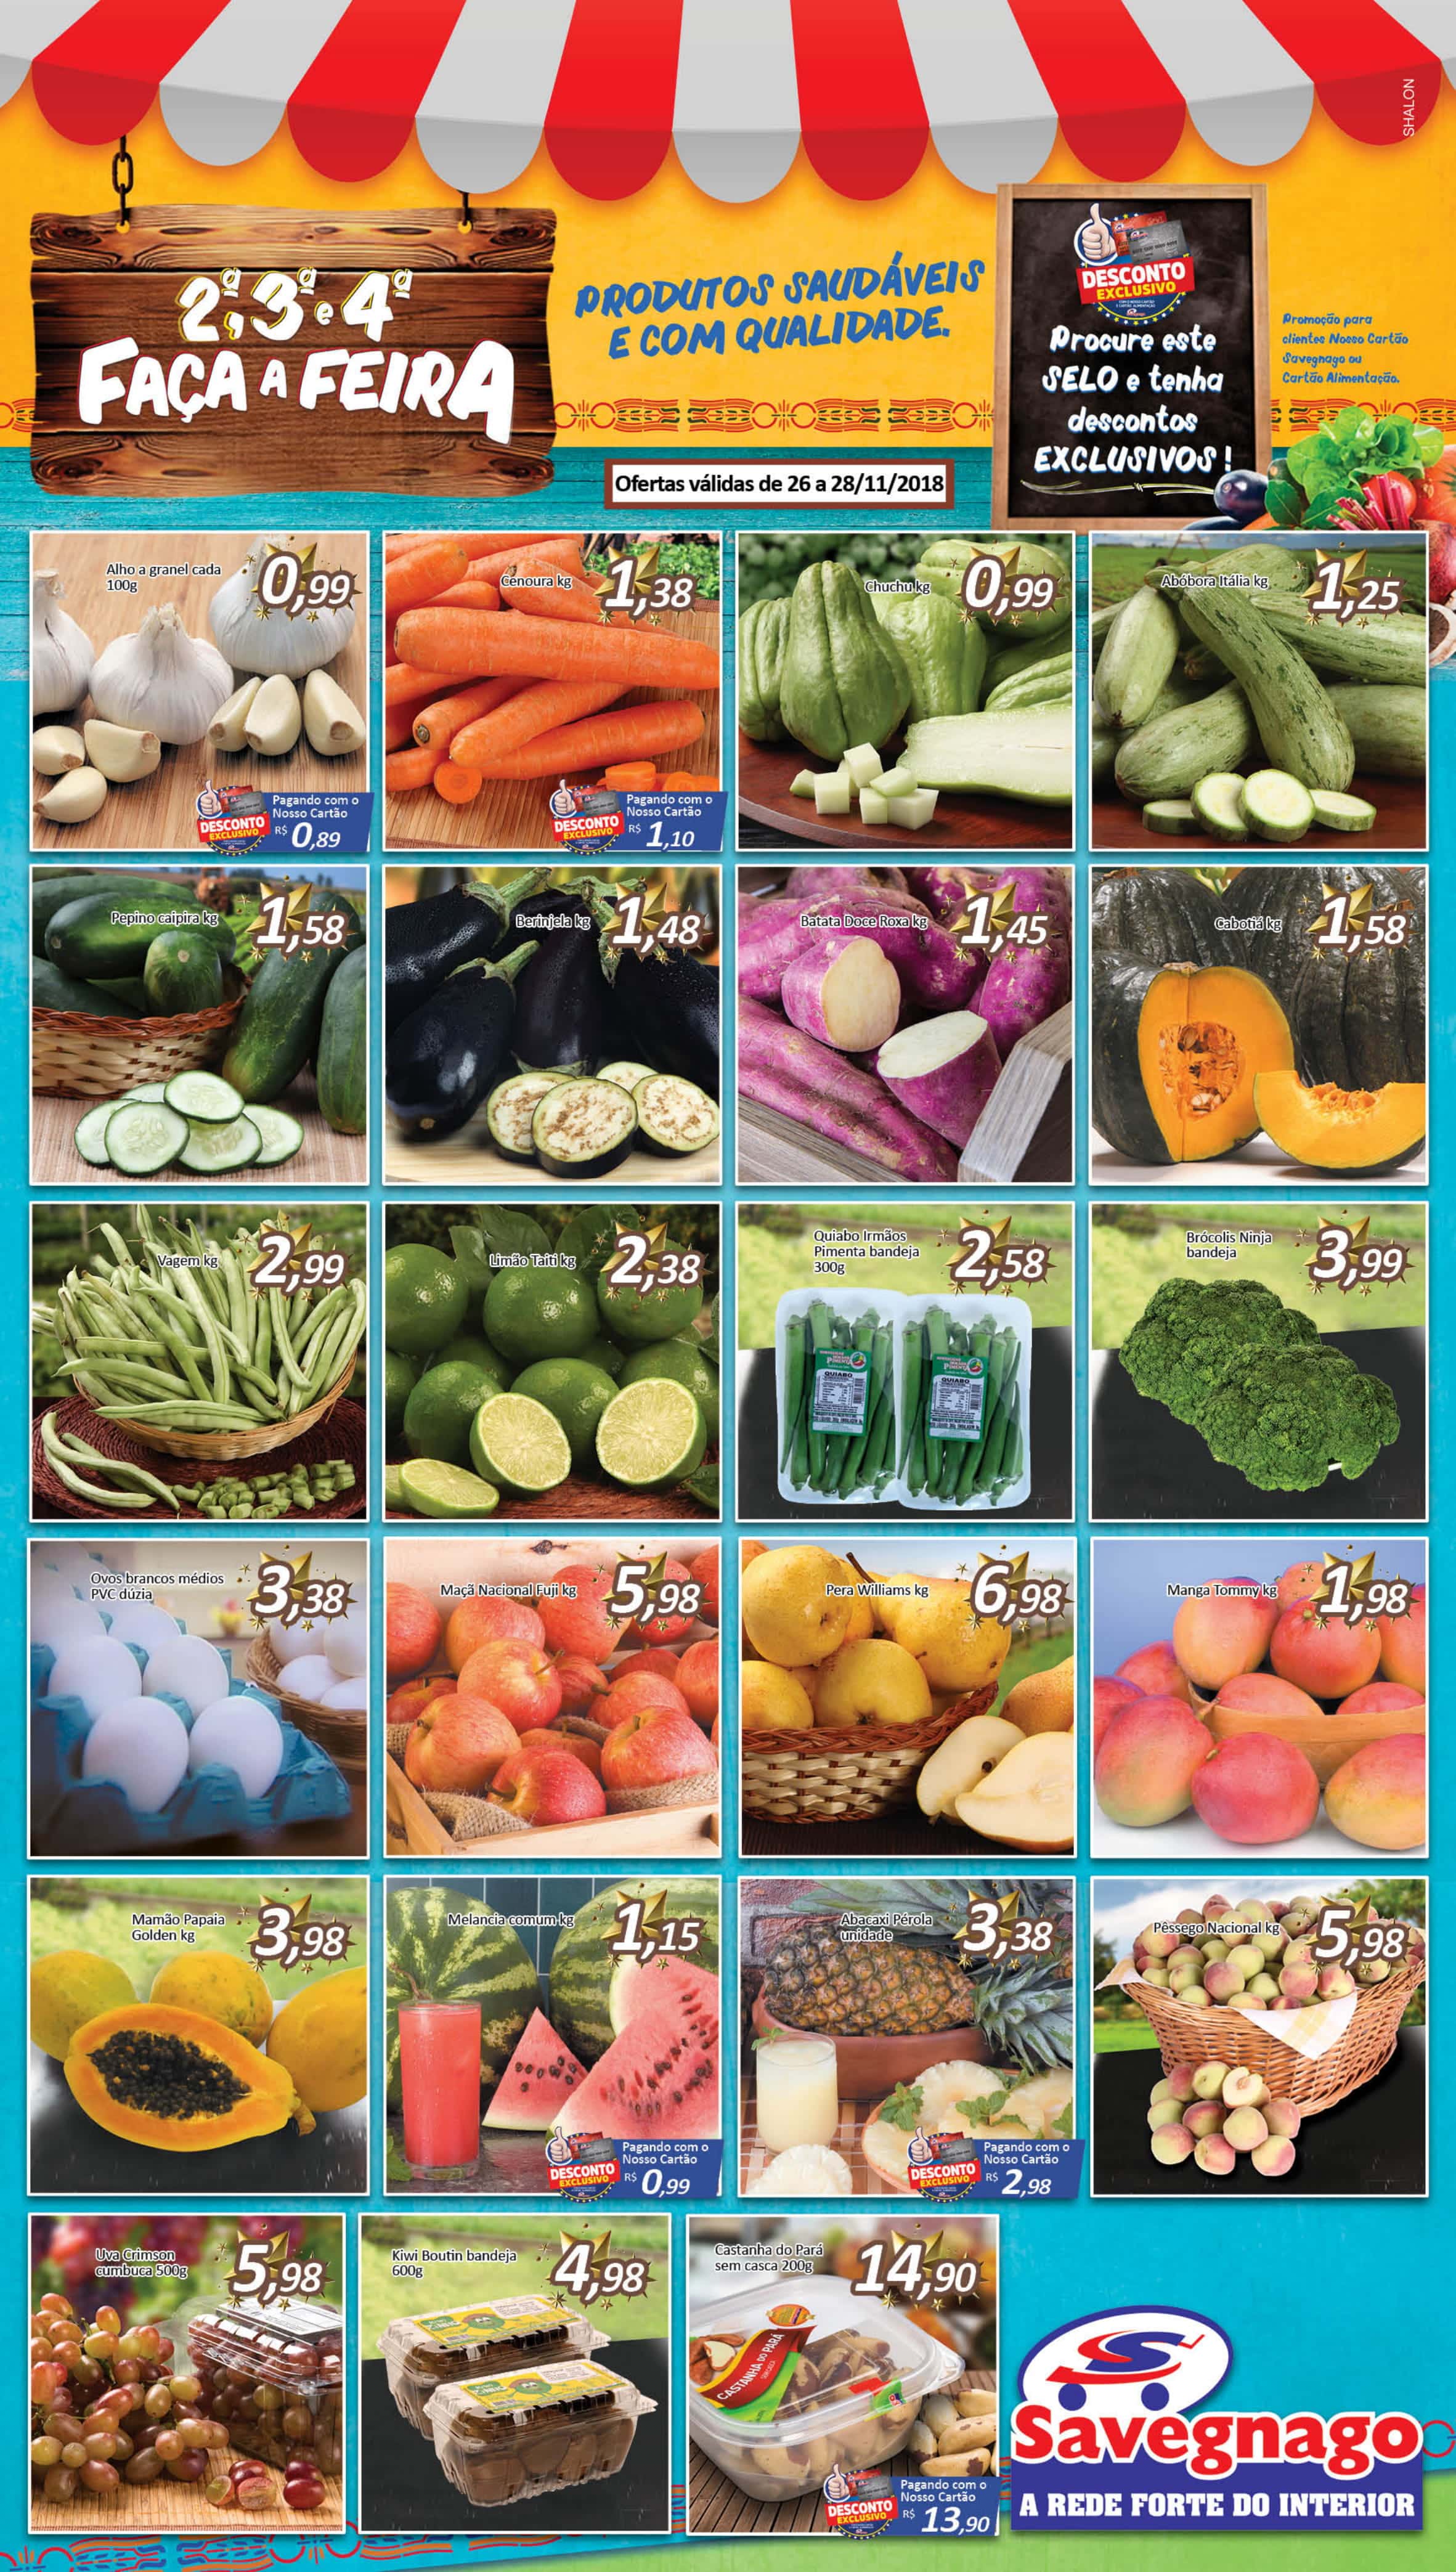 SHALON
2ª, 3ª e 4ª
FAÇA A FEIRA
PRODUTOS SAUDÁVEIS
E COM QUALIDADE.
DESCONTO
EXCLUSIVO
Procure este
SELO e tenha
descontos
EXCLUSIVOS!
Promoção para
clientes Nosso Cartão
Savegnago ou
Cartão Alimentação.
Ofertas válidas de 26 a 28/11/2018
Alho a granel cada
100g
0,99
DESCONTO
EXCLUSIVO
Pagando com o
Nosso Cartão
R$ 0,89
Cenoura kg
1,38
DESCONTO
EXCLUSIVO
Pagando com o
Nosso Cartão
R$ 1,10
Chuchu kg
0,99
Abóbora Itália kg
1,25
Pepino caipira kg
1,58
Berinjela kg
1,48
Batata Doce Roxa kg
1,45
Cabotiá kg
1,58
Vagem kg
2,99
Limão Taiti kg
2,38
Quiabo Irmãos
Pimenta bandeja
300g
2,58
PIMENTA
QUIABO
PIMENTA
QUIABO
Brócolis Ninja
bandeja
3,99
Ovos brancos médios
PVC dúzia
3,38
Maçã Nacional Fuji kg
5,98
Pera Williams kg
6,98
Manga Tommy kg
1,98
Mamão Papaia
Golden kg
3,98
Melancia comum kg
1,15
DESCONTO
EXCLUSIVO
Pagando com o
Nosso Cartão
R$ 0,99
Abacaxi Pérola
unidade
3,38
DESCONTO
EXCLUSIVO
Pagando com o
Nosso Cartão
R$ 2,98
Pêssego Nacional kg
5,98
Uva Crimson
cumbuca 500g
5,98
Kiwi Boutin bandeja
600g
4,98
Castanha do Pará
sem casca 200g
14,90
CASTANHA DO PARÁ
DESCONTO
EXCLUSIVO
Pagando com o
Nosso Cartão
R$ 13,90
Savegnago
A REDE FORTE DO INTERIOR